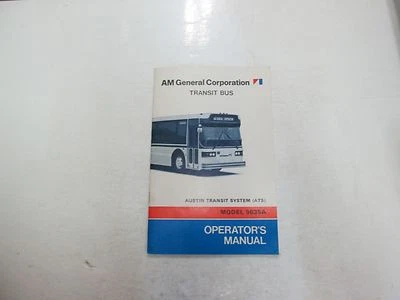 AM General Corporation
TRANSIT BUS
AUSTIN TRANSIT SYSTEM (ATS)
MODEL 9635A
OPERATOR'S
MANUAL